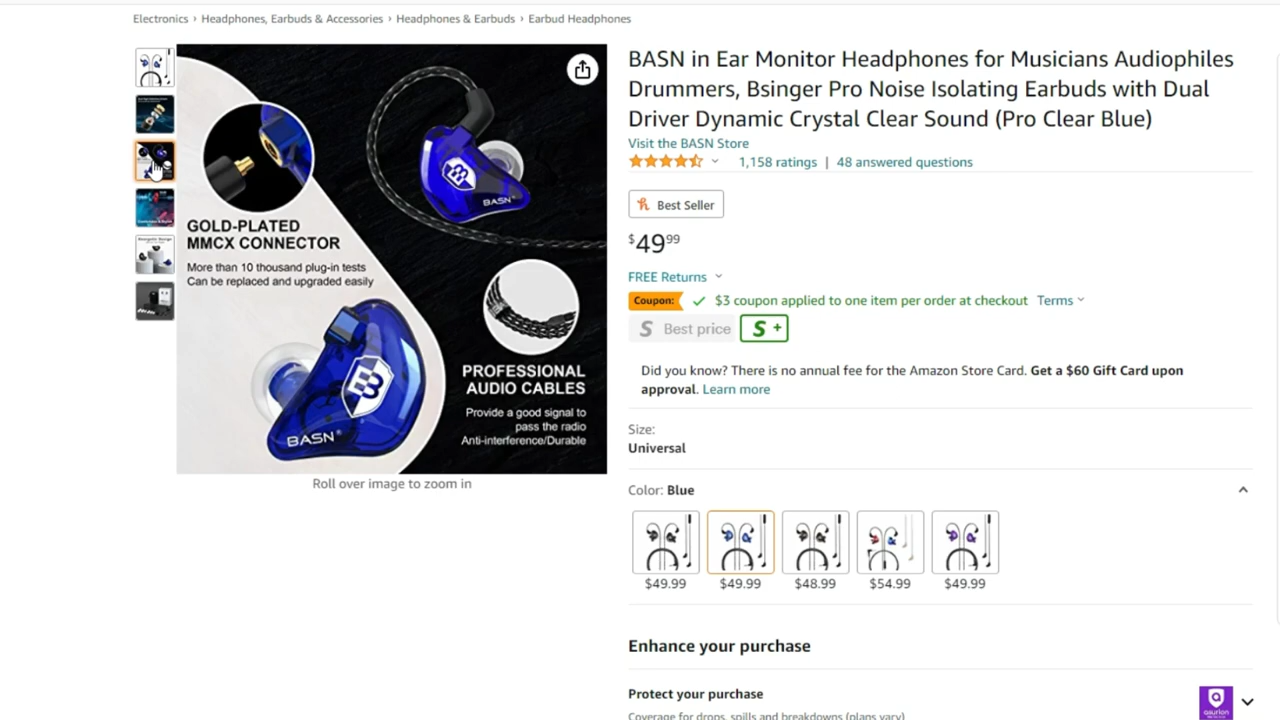 Electronics › Headphones, Earbuds & Accessories › Headphones & Earbuds › Earbud Headphones
GOLD-PLATED
MMCX CONNECTOR
More than 10 thousand plug-in tests
Can be replaced and upgraded easily
BASN
PROFESSIONAL
AUDIO CABLES
Provide a good signal to
pass the radio
Anti-interference/Durable
BASN®
Roll over image to zoom in
BASN in Ear Monitor Headphones for Musicians Audiophiles
Drummers, Bsinger Pro Noise Isolating Earbuds with Dual
Driver Dynamic Crystal Clear Sound (Pro Clear Blue)
Visit the BASN Store
1,158 ratings | 48 answered questions
Best Seller
$49.99
FREE Returns
Coupon: $3 coupon applied to one item per order at checkout Terms
S Best price S +
Did you know? There is no annual fee for the Amazon Store Card. Get a $60 Gift Card upon
approval. Learn more
Size:
Universal
Color: Blue
$49.99 $49.99 $48.99 $54.99 $49.99
Enhance your purchase
Protect your purchase
asurion
Coverage for drops, spills and breakdowns (plans vary)